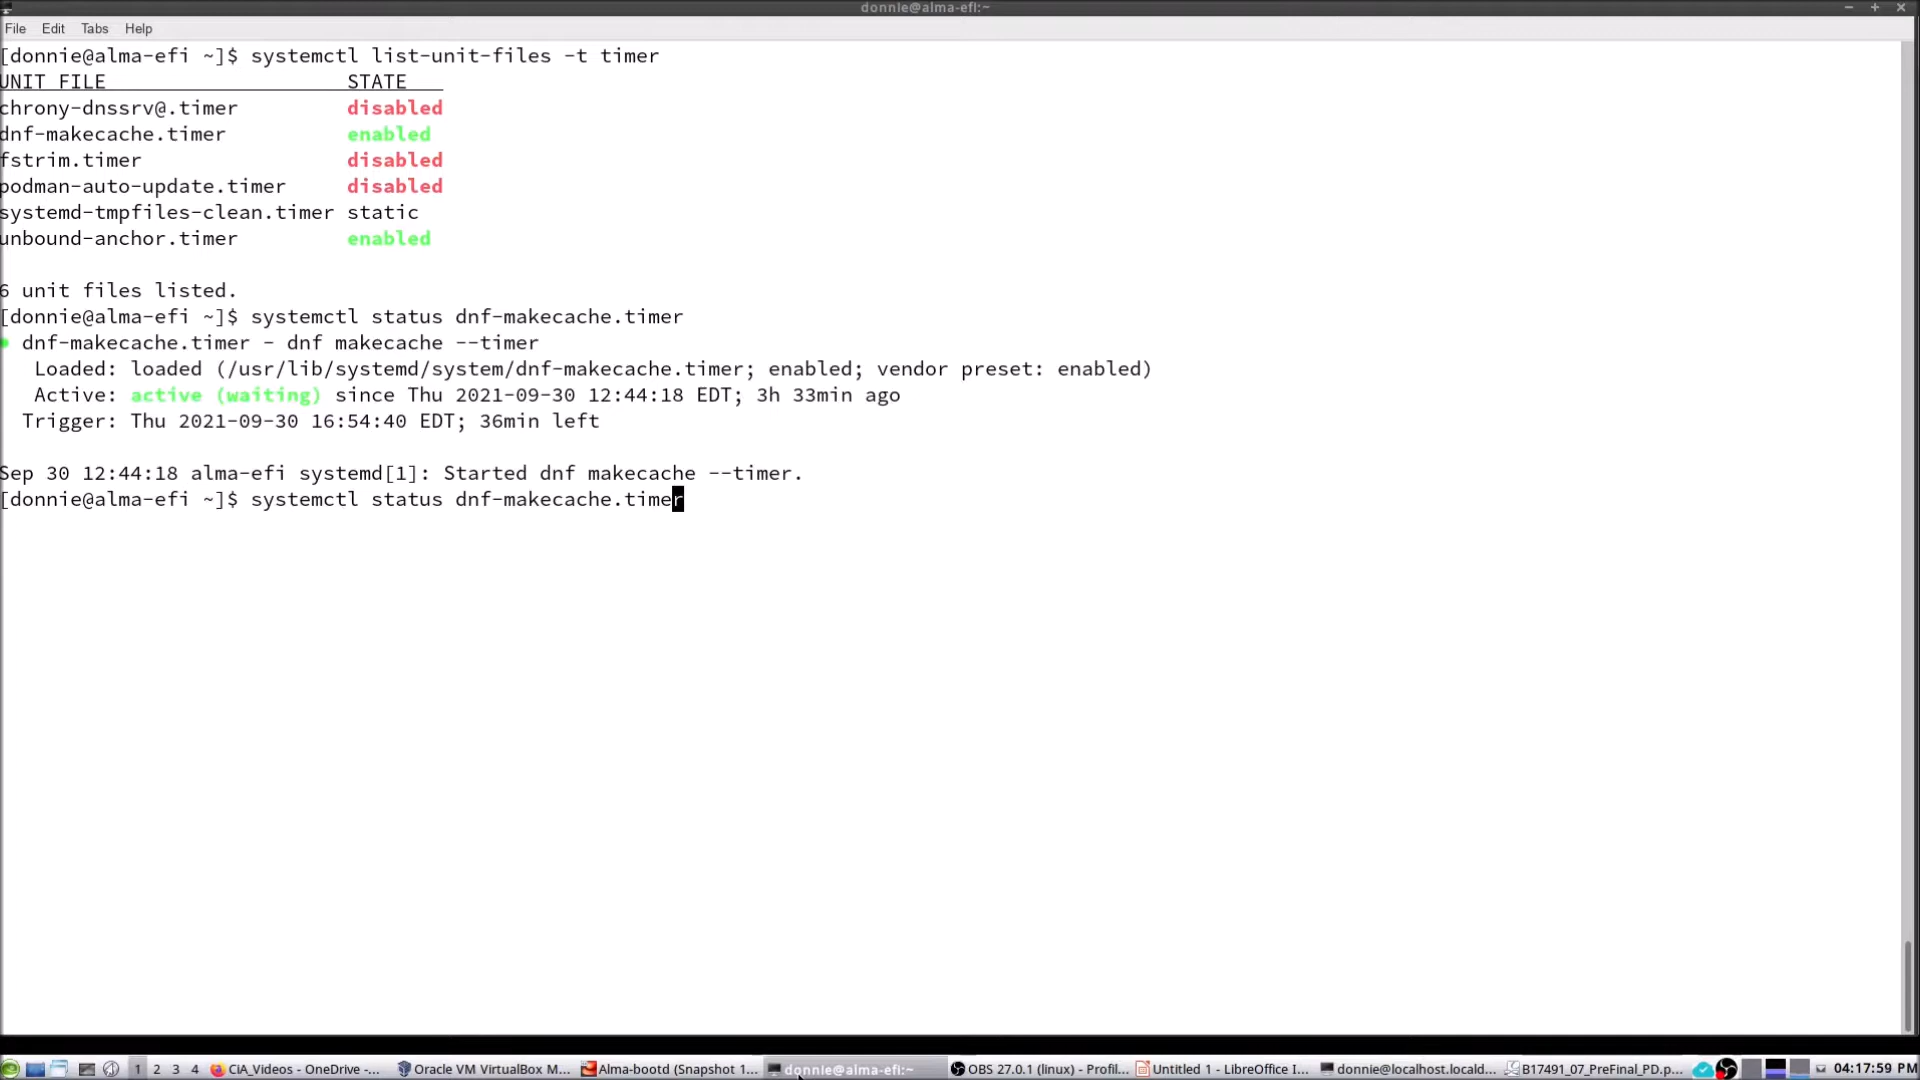 donnie@alma-efi:~
File Edit Tabs Help
[donnie@alma-efi ~]$ systemctl list-unit-files -t timer
UNIT FILE STATE
chrony-dnssrv@.timer disabled
dnf-makecache.timer enabled
fstrim.timer disabled
podman-auto-update.timer disabled
systemd-tmpfiles-clean.timer static
unbound-anchor.timer enabled
6 unit files listed.
[donnie@alma-efi ~]$ systemctl status dnf-makecache.timer
● dnf-makecache.timer - dnf makecache --timer
Loaded: loaded (/usr/lib/systemd/system/dnf-makecache.timer; enabled; vendor preset: enabled)
Active: active (waiting) since Thu 2021-09-30 12:44:18 EDT; 3h 33min ago
Trigger: Thu 2021-09-30 16:54:40 EDT; 36min left
Sep 30 12:44:18 alma-efi systemd[1]: Started dnf makecache --timer.
[donnie@alma-efi ~]$ systemctl status dnf-makecache.timer
1 2 3 4 CiA_Videos - OneDrive -... Oracle VM VirtualBox M... Alma-bootd (Snapshot 1... donnie@alma-efi:~ OBS 27.0.1 (linux) - Profil... Untitled 1 - LibreOffice I... donnie@localhost.locald... B17491_07_PreFinal_PD.p... 04:17:59 PM